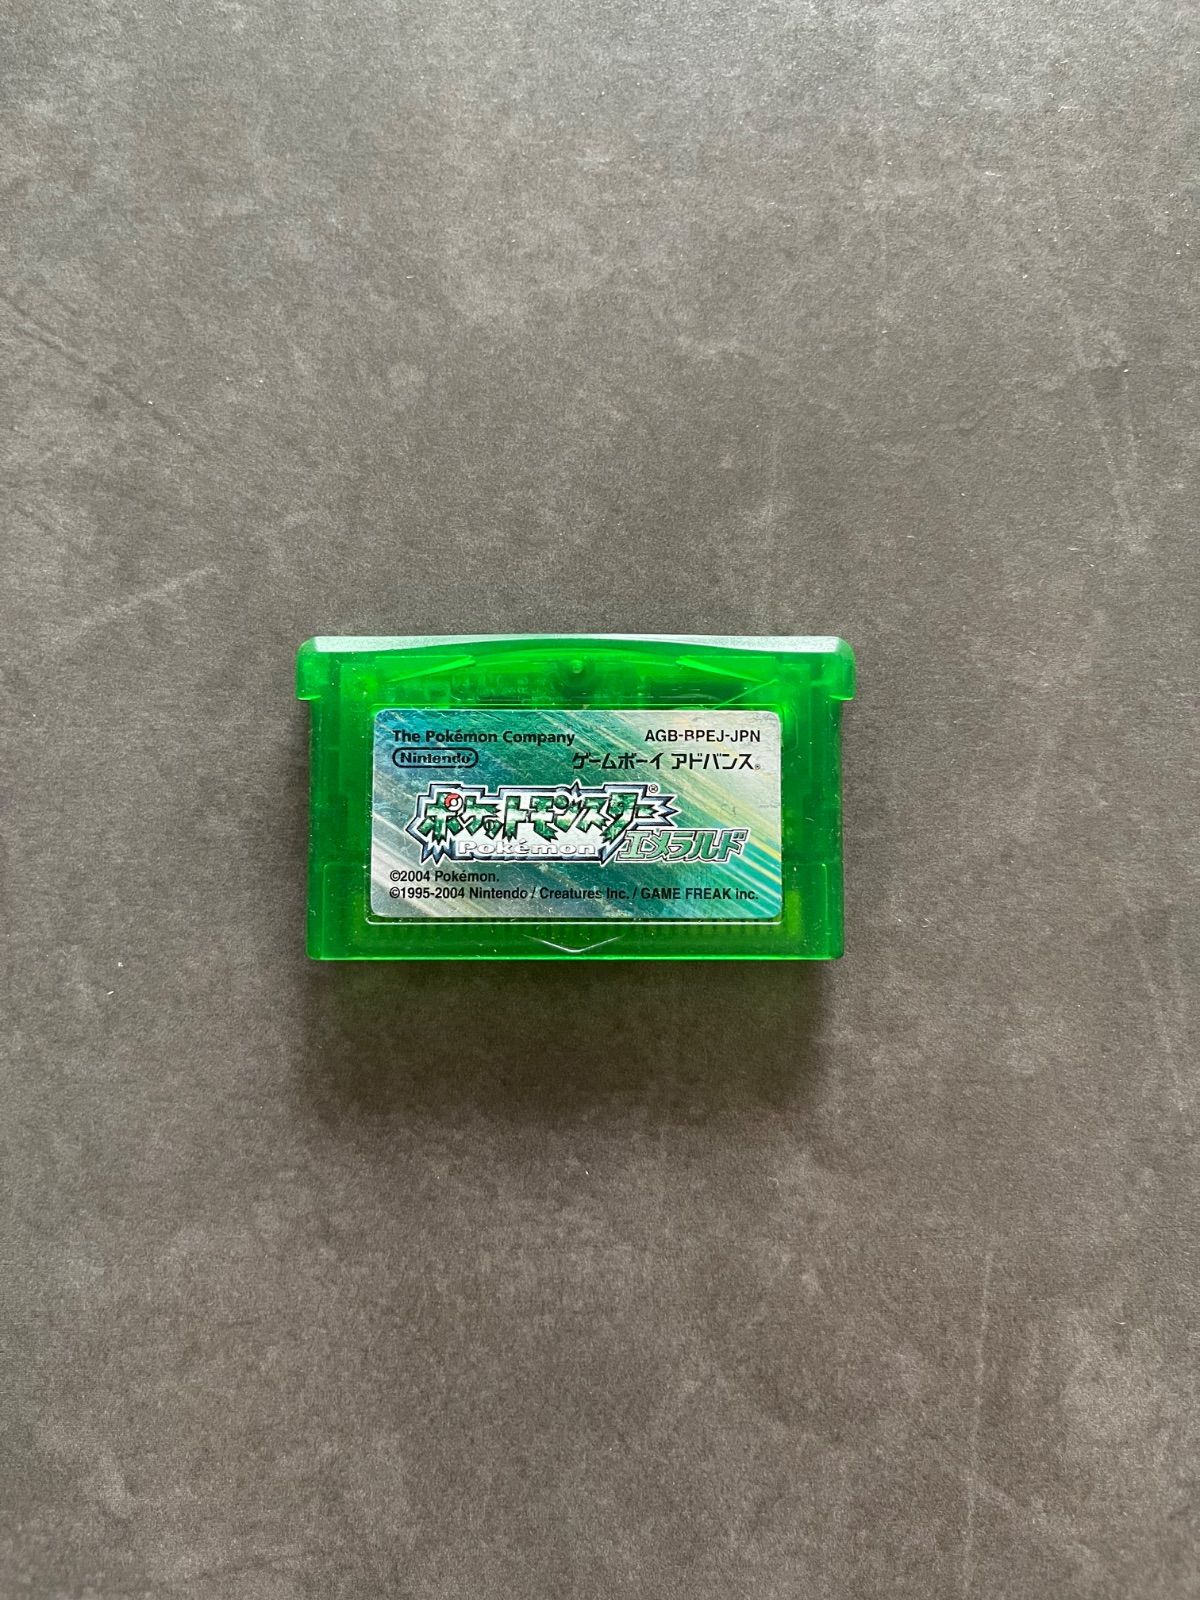 The Pokémon Company AGB-BPEJ-JPN
Nintendo ゲームボーイ アドバンス®
ポケットモンスター®
Pokémon エメラルド
©2004 Pokémon.
©1995-2004 Nintendo / Creatures Inc. / GAME FREAK inc.